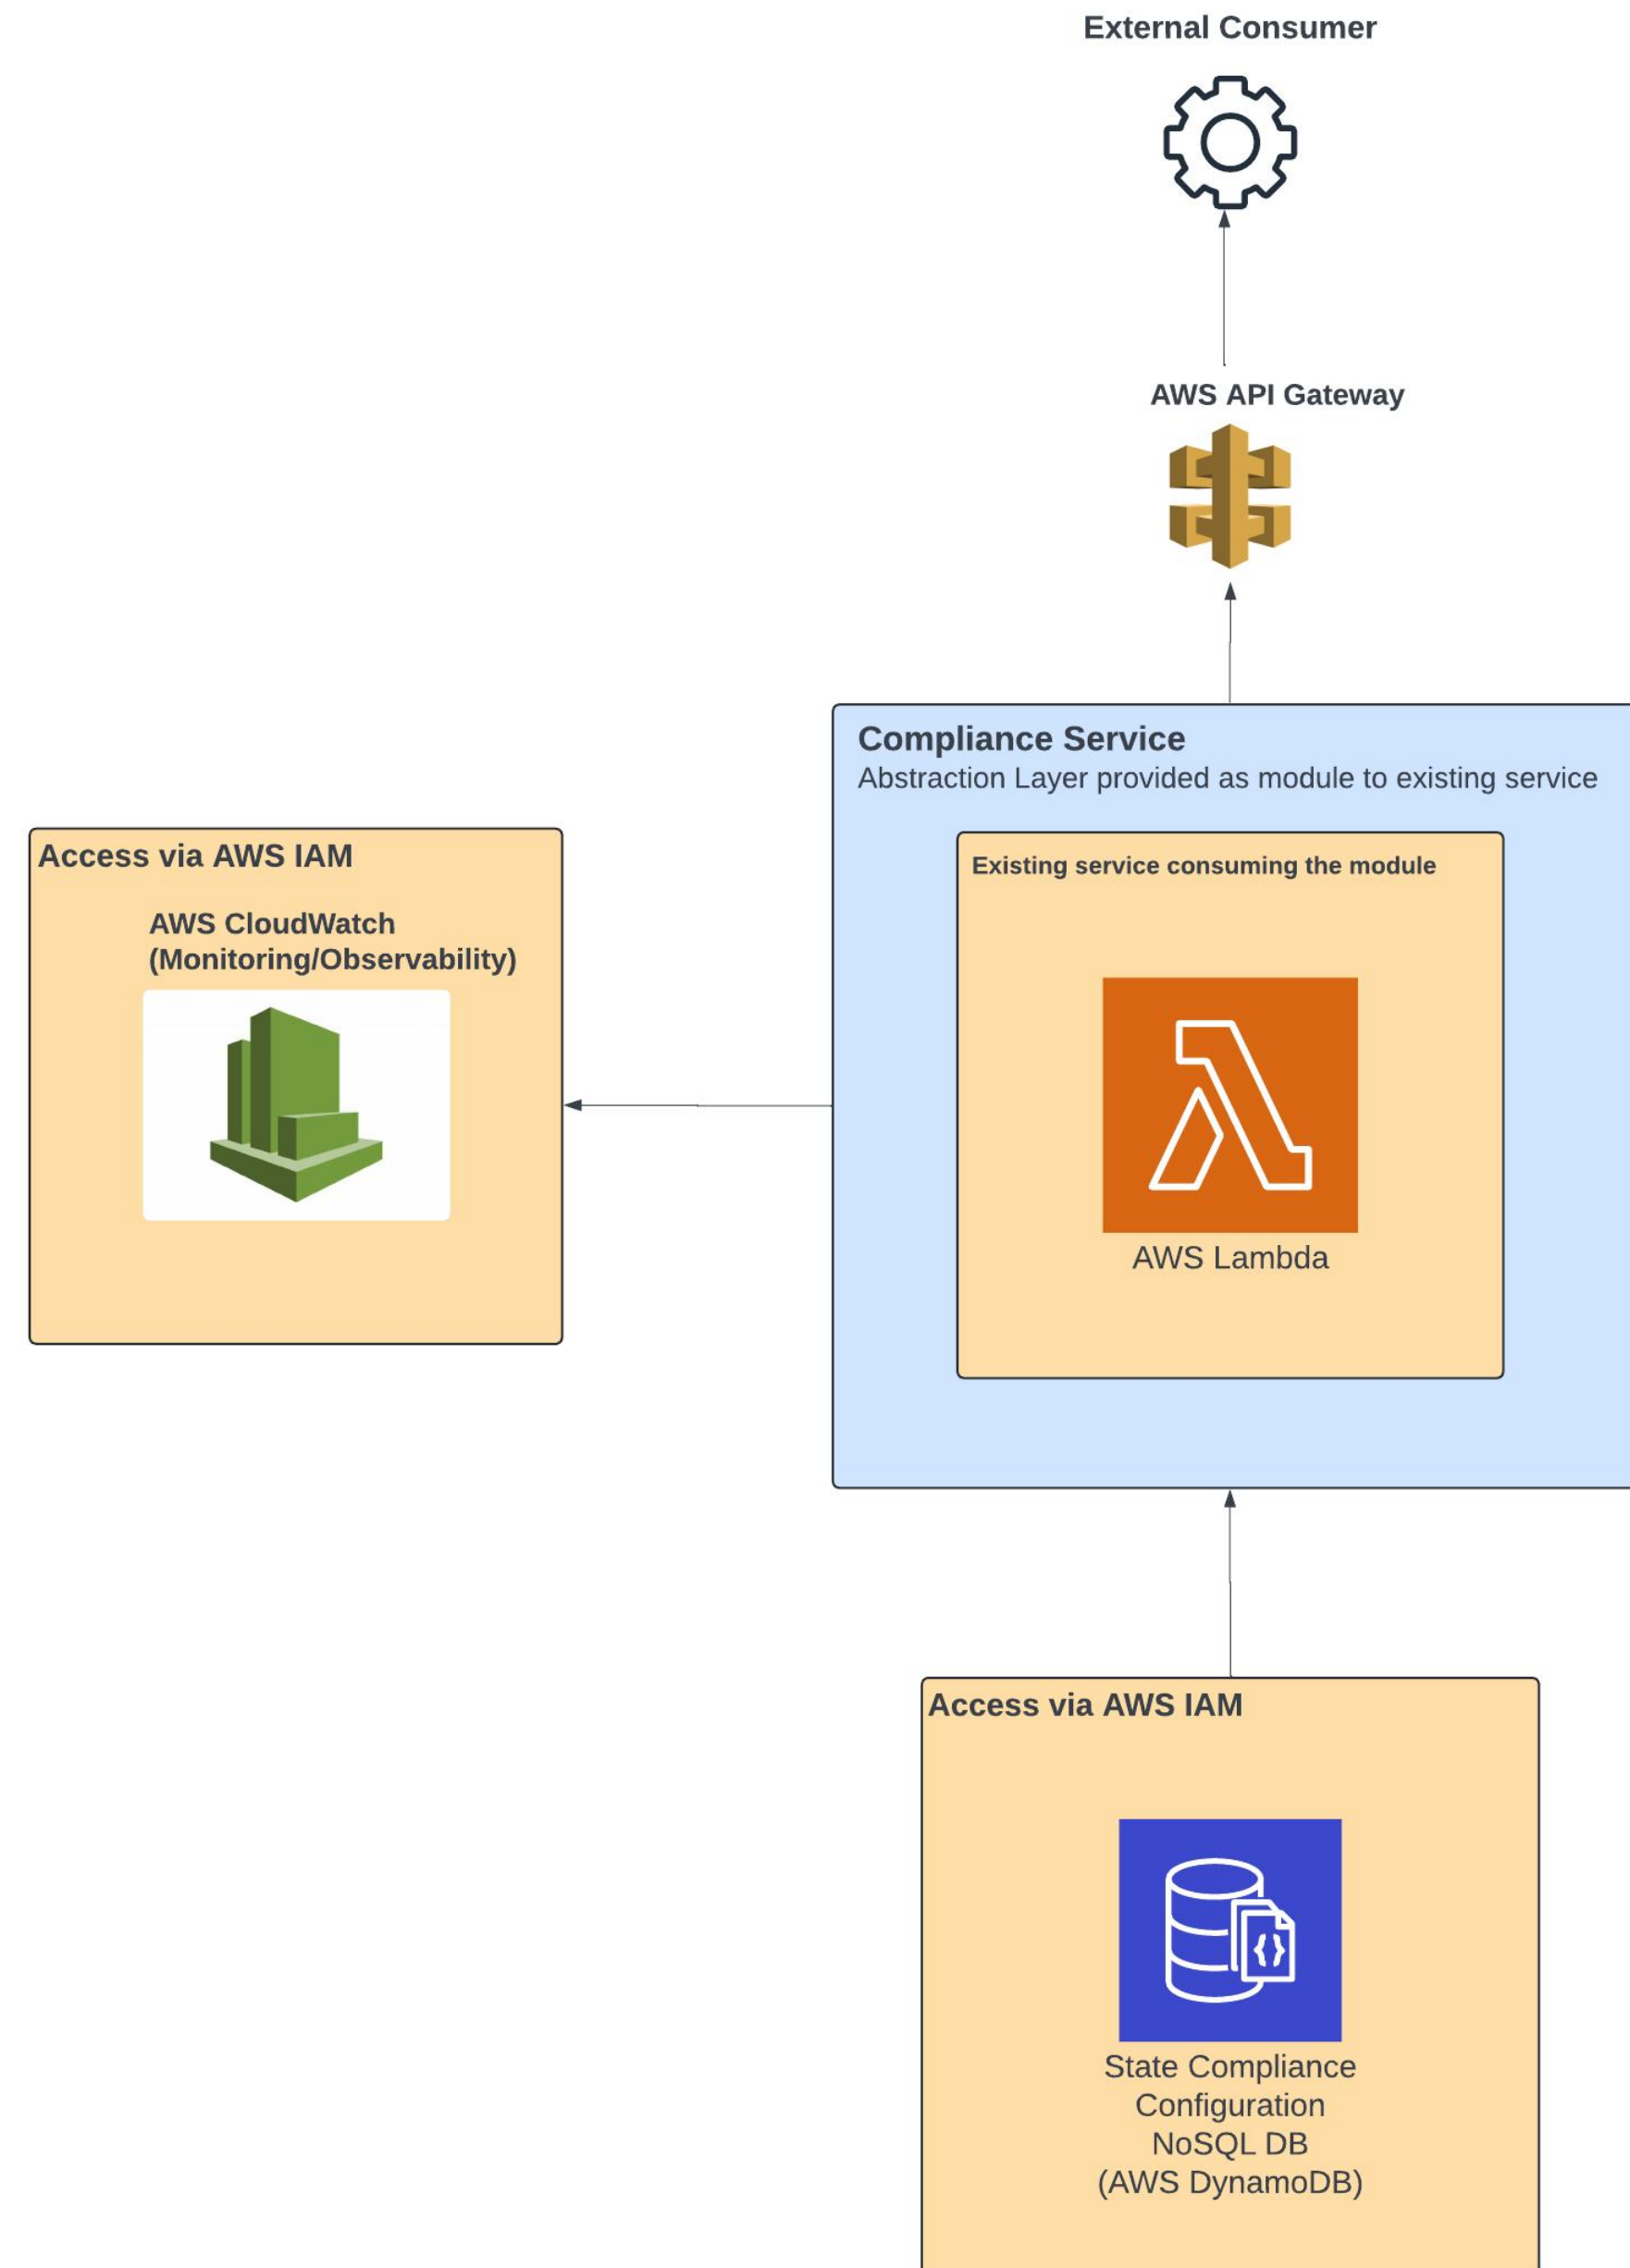 External Consumer
AWS API Gateway
Compliance Service
Abstraction Layer provided as module to existing service
Access via AWS IAM
Existing service consuming the module
AWS CloudWatch
(Monitoring/Observability)
AWS Lambda
Access via AWS IAM
State Compliance
Configuration
NoSQL DB
(AWS DynamoDB)